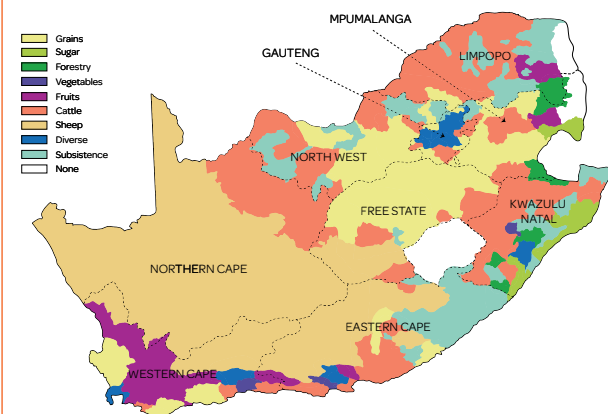 MPUMALANGA
GAUTENG
LIMPOPO
Grains
Sugar
Forestry
Vegetables
Fruits
Cattle
Sheep
Diverse
Subsistence
None
NORTH WEST
FREE STATE
KWAZULU
NATAL
NORTHERN CAPE
EASTERN CAPE
WESTERN CAPE